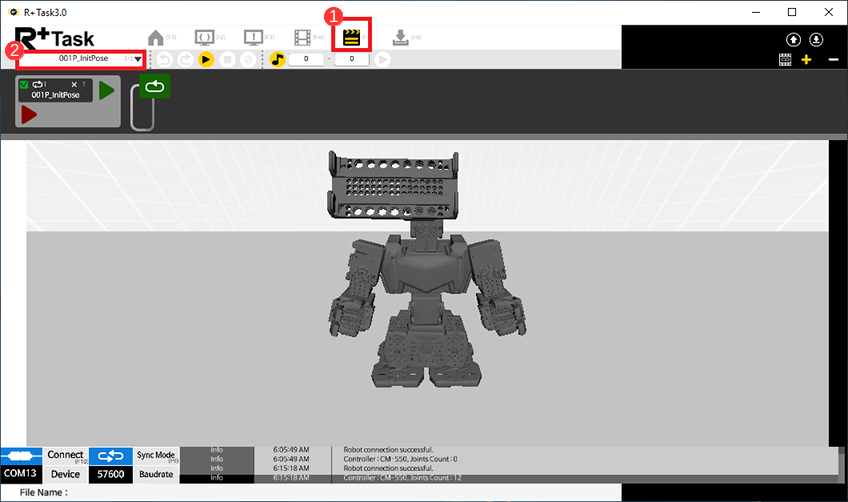 R+Task3.0
1
R+Task
2
001P_InitPose
0 - 0
1 × 1
001P_InitPose
Info 6:05:49 AM Robot connection successful.
Connect (F10) Sync Mode (F9) Info 6:05:49 AM Controller : CM-550, Joints Count : 0
Info 6:15:18 AM Robot connection successful.
COM13 Device 57600 Baudrate Info 6:15:18 AM Controller : CM-550, Joints Count : 12
File Name :